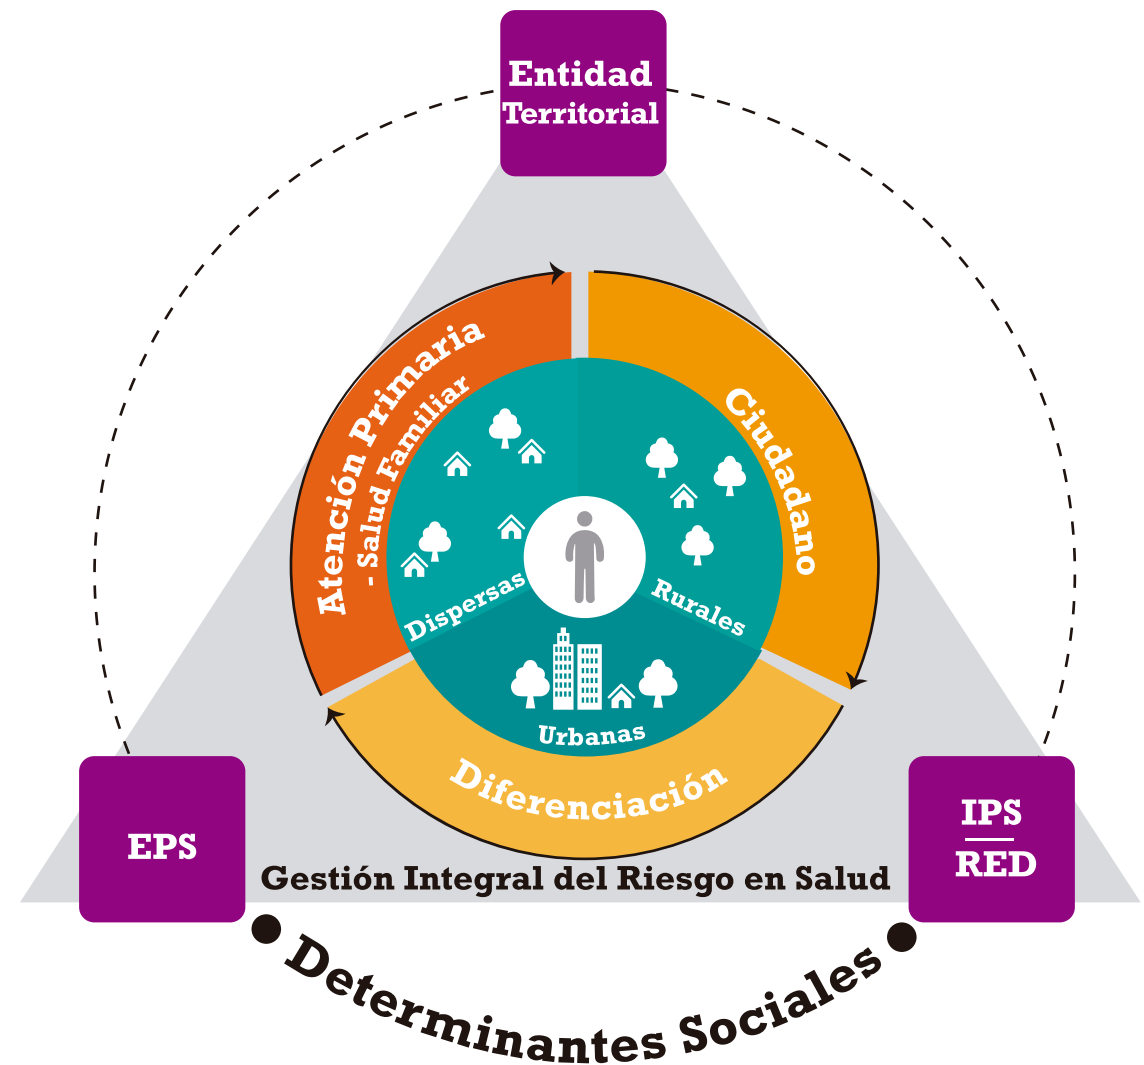 Entidad
Territorial
Atención Primaria
- Salud Familiar
Ciudadano
Dispersas
Rurales
Urbanas
Diferenciación
EPS
IPS
RED
Gestión Integral del Riesgo en Salud
Determinantes Sociales